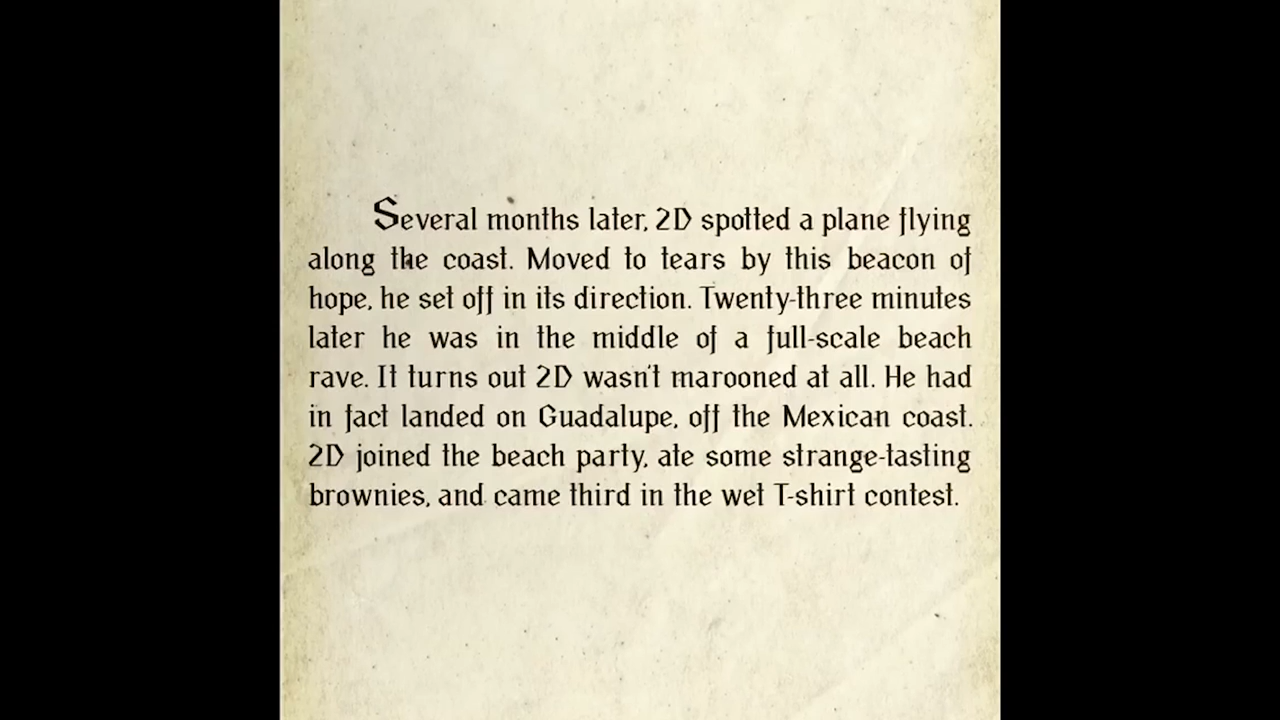 Several months later, 2D spotted a plane flying
along the coast. Moved to tears by this beacon of
hope, he set off in its direction. Twenty-three minutes
later he was in the middle of a full-scale beach
rave. It turns out 2D wasn't marooned at all. He had
in fact landed on Guadalupe, off the Mexican coast.
2D joined the beach party, ate some strange-tasting
brownies, and came third in the wet T-shirt contest.